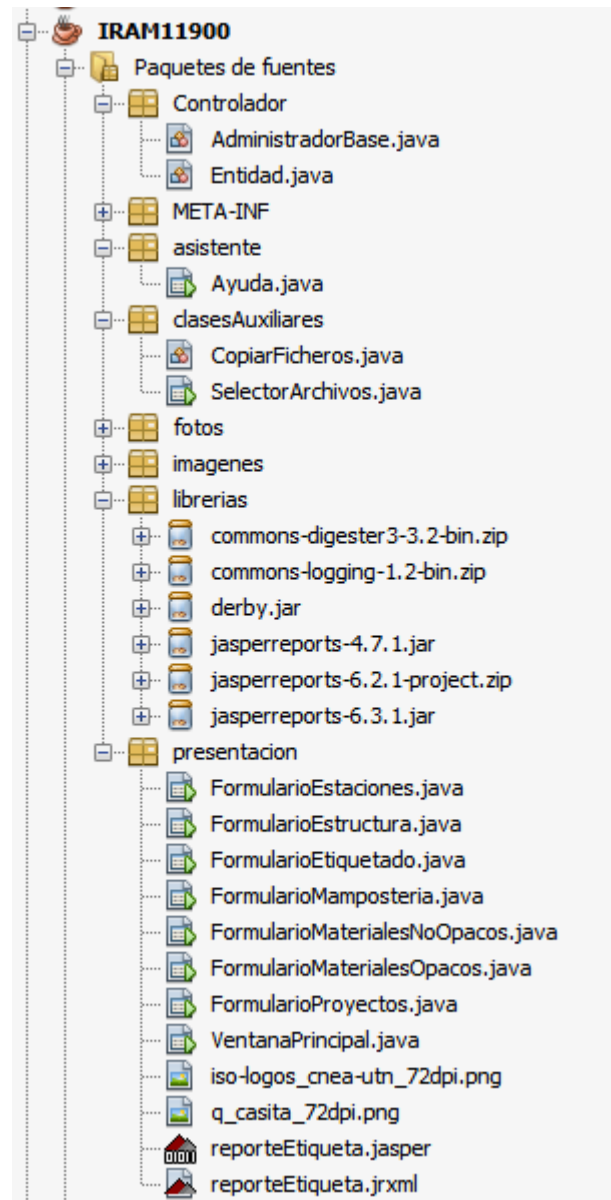 IRAM11900
Paquetes de fuentes
Controlador
AdministradorBase.java
Entidad.java
META-INF
asistente
Ayuda.java
clasesAuxiliares
CopiarFicheros.java
SelectorArchivos.java
fotos
imagenes
librerias
commons-digester3-3.2-bin.zip
commons-logging-1.2-bin.zip
derby.jar
jasperreports-4.7.1.jar
jasperreports-6.2.1-project.zip
jasperreports-6.3.1.jar
presentacion
FormularioEstaciones.java
FormularioEstructura.java
FormularioEtiquetado.java
FormularioMamposteria.java
FormularioMaterialesNoOpacos.java
FormularioMaterialesOpacos.java
FormularioProyectos.java
VentanaPrincipal.java
iso-logos_cnea-utn_72dpi.png
q_casita_72dpi.png
reporteEtiqueta.jasper
reporteEtiqueta.jrxml